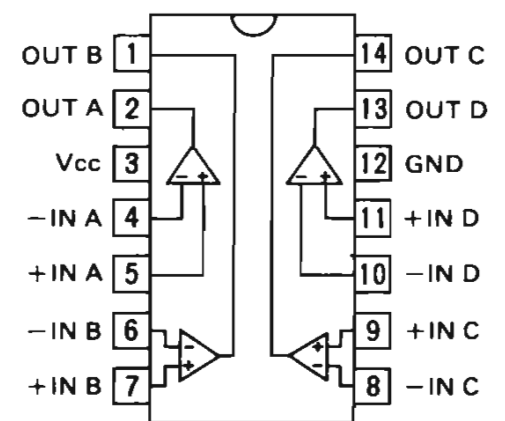 OUT B 1 14 OUT C
OUT A 2 13 OUT D
Vcc 3 12 GND
- +
- +
-IN A 4 11 +IN D
+IN A 5 10 -IN D
-IN B 6 9 +IN C
- +
+ -
+IN B 7 8 -IN C